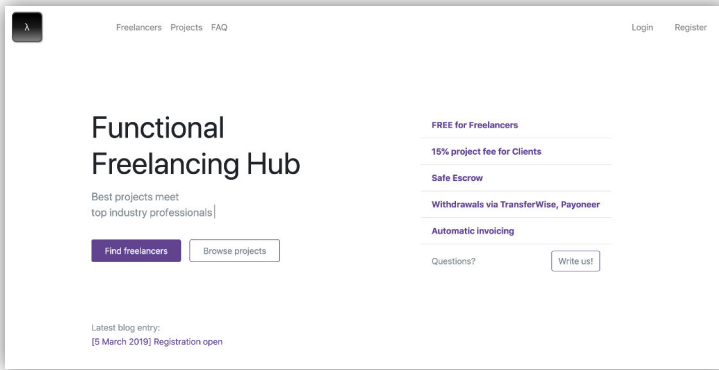 λ
Freelancers Projects FAQ
Login Register
Functional
Freelancing Hub
Best projects meet
top industry professionals
Find freelancers Browse projects
FREE for Freelancers
15% project fee for Clients
Safe Escrow
Withdrawals via TransferWise, Payoneer
Automatic invoicing
Questions? Write us!
Latest blog entry:
[5 March 2019] Registration open